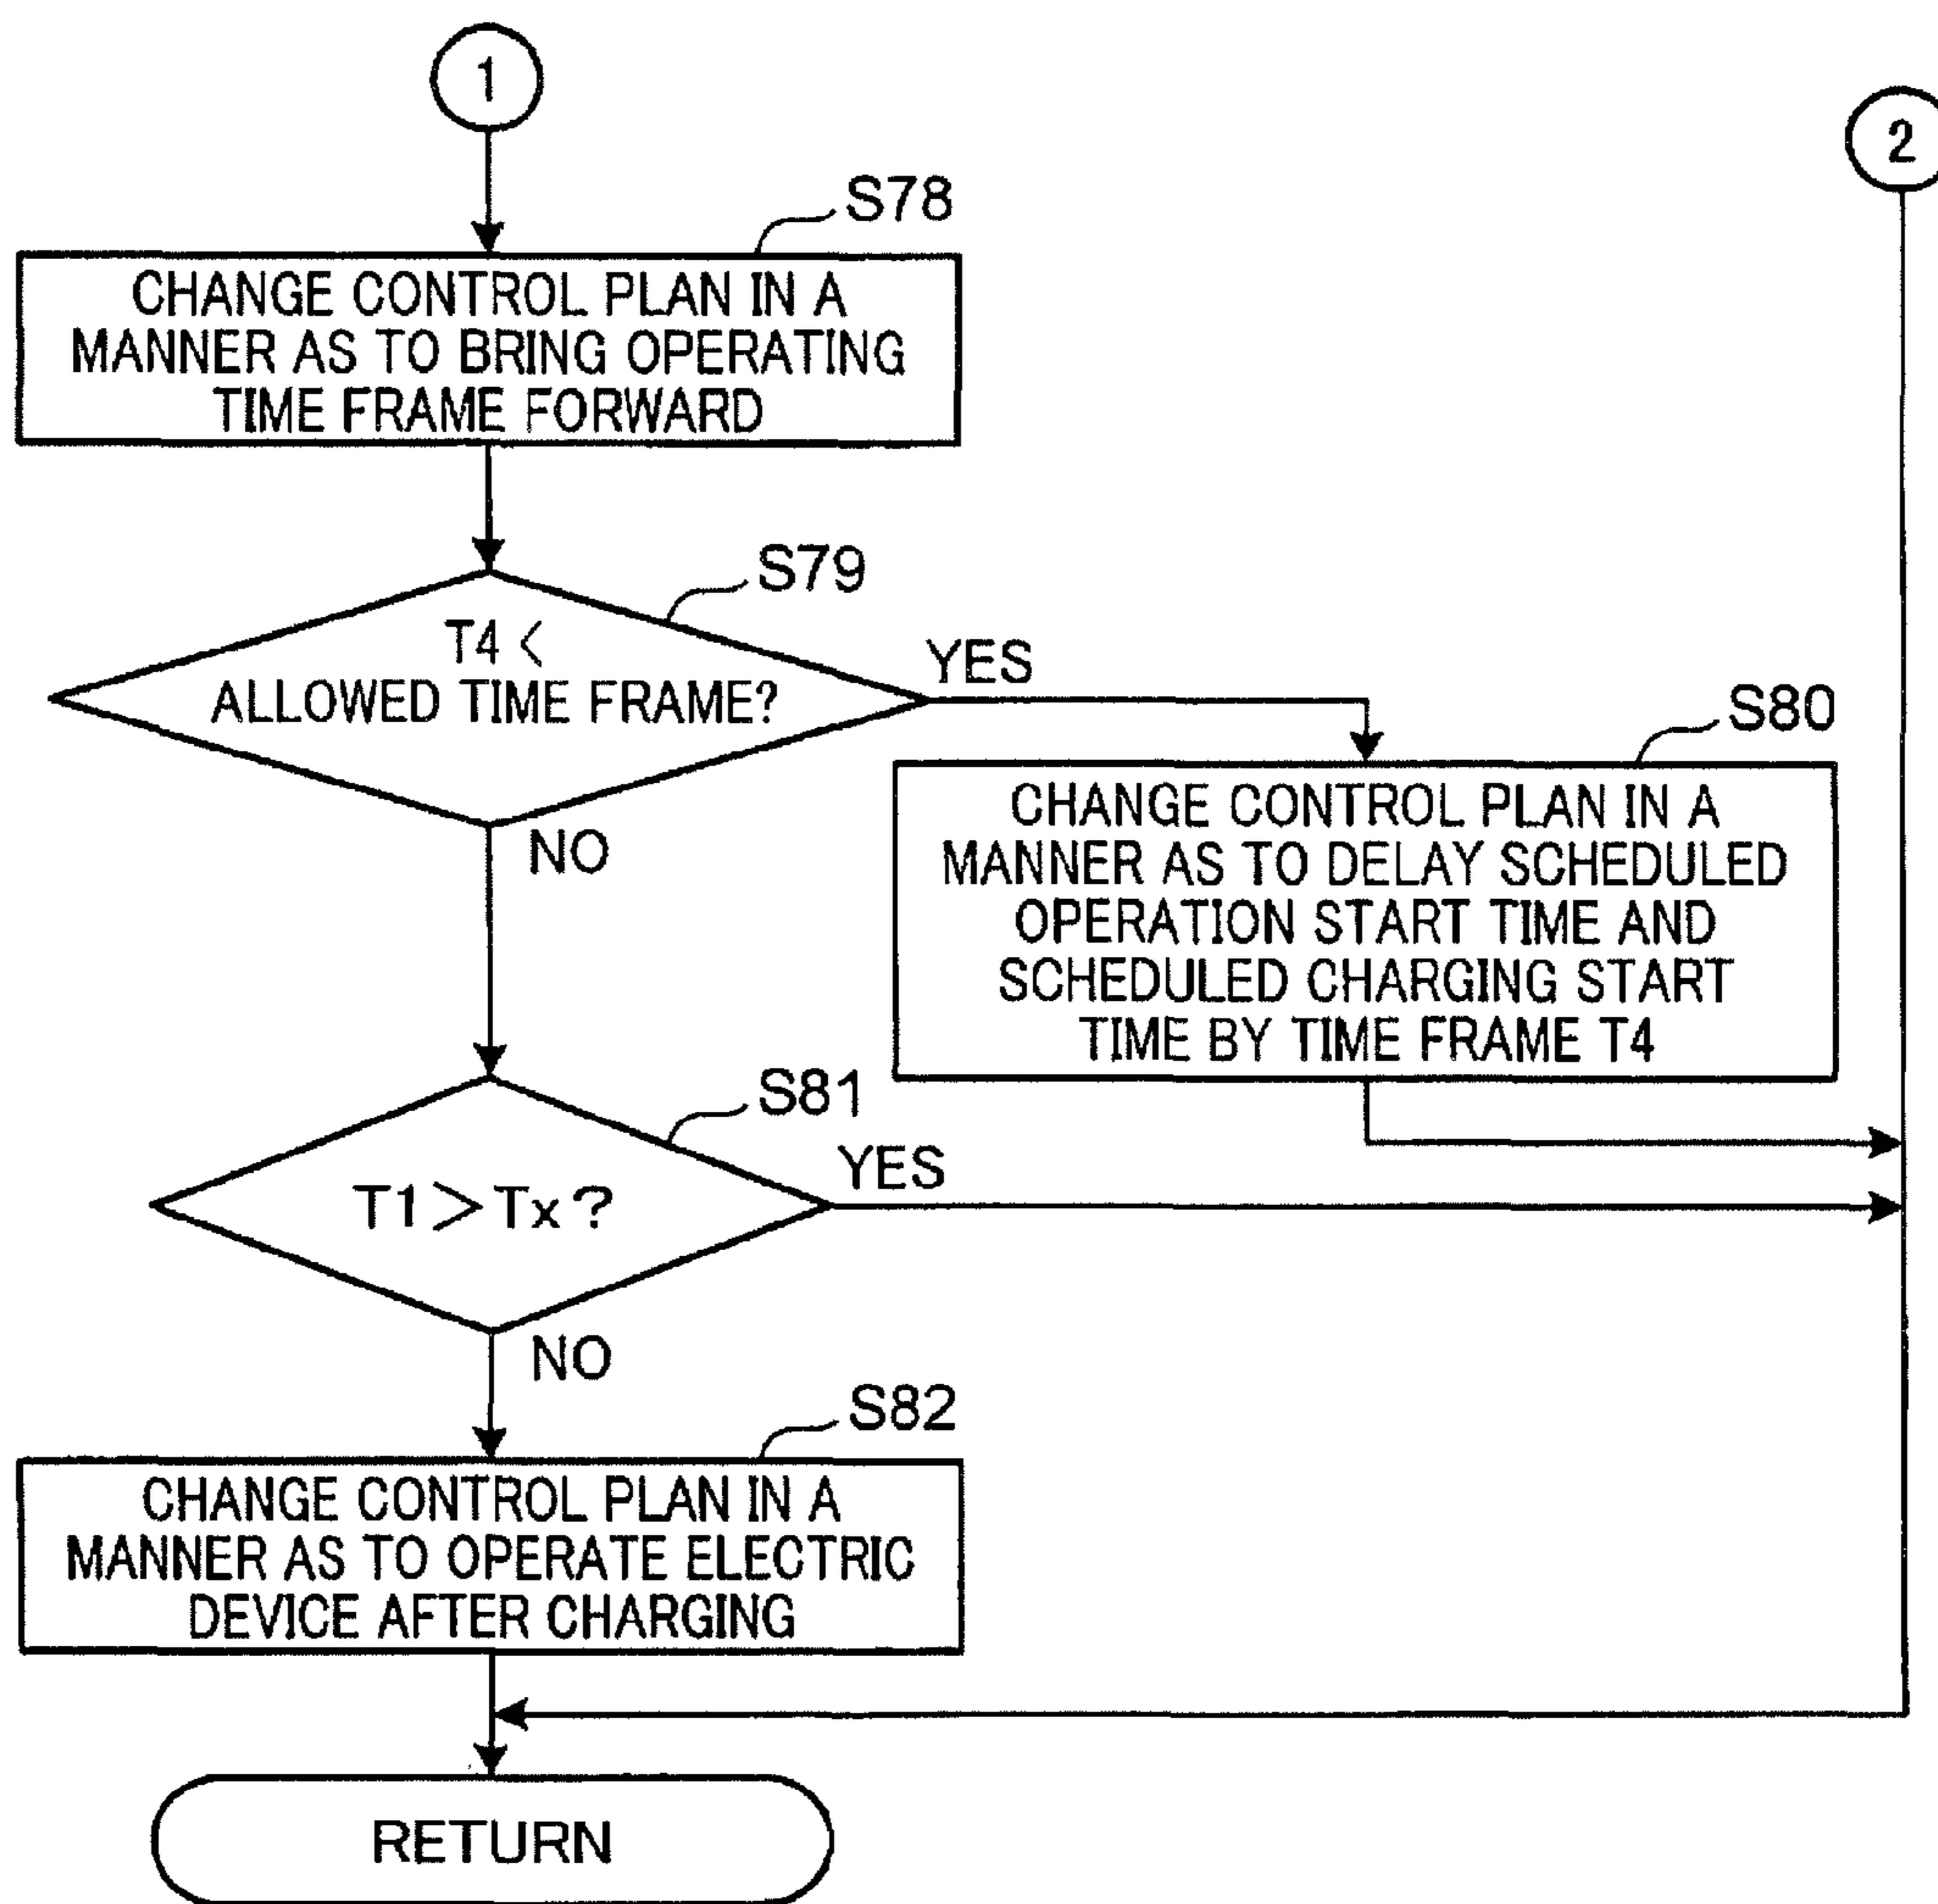 1
2
S78
CHANGE CONTROL PLAN IN A
MANNER AS TO BRING OPERATING
TIME FRAME FORWARD
S79
T4 <
ALLOWED TIME FRAME?
YES
NO
S80
CHANGE CONTROL PLAN IN A
MANNER AS TO DELAY SCHEDULED
OPERATION START TIME AND
SCHEDULED CHARGING START
TIME BY TIME FRAME T4
S81
T1>Tx?
YES
NO
S82
CHANGE CONTROL PLAN IN A
MANNER AS TO OPERATE ELECTRIC
DEVICE AFTER CHARGING
RETURN